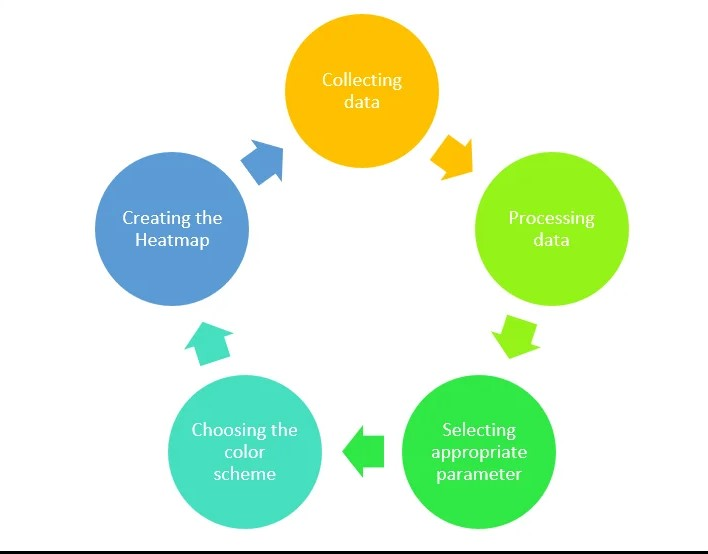 Collecting
data
Processing
data
Selecting
appropriate
parameter
Choosing the
color
scheme
Creating the
Heatmap